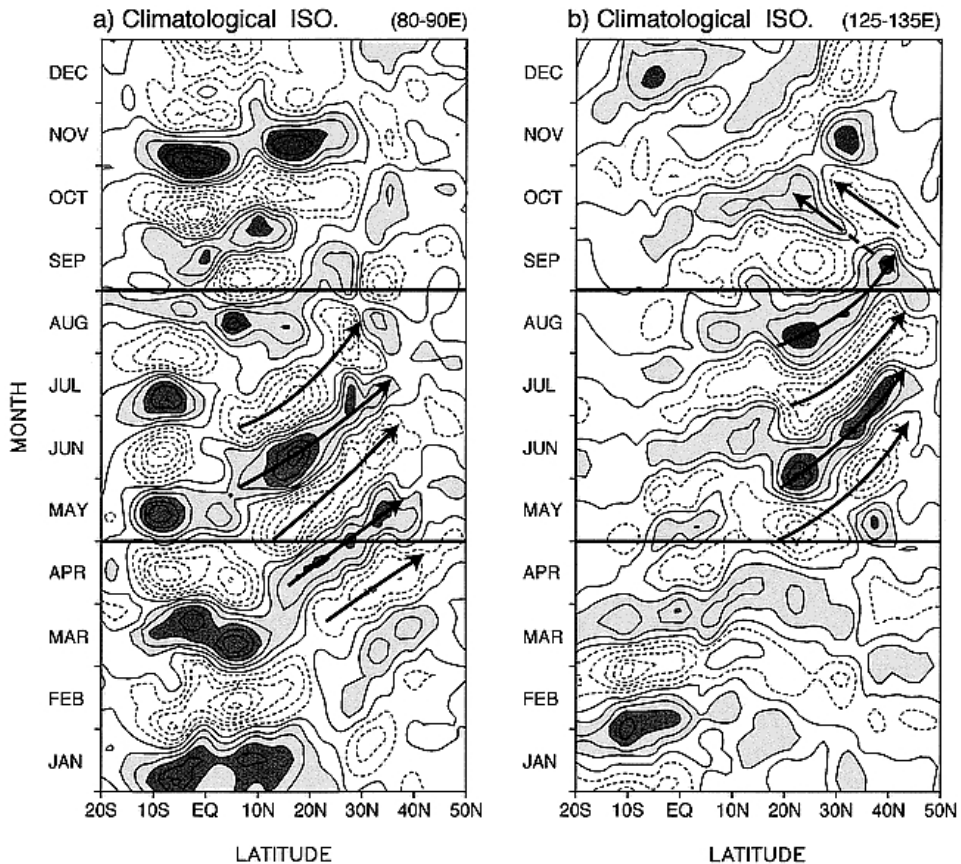 a) Climatological ISO. (80-90E)
b) Climatological ISO. (125-135E)
MONTH
DEC
NOV
OCT
SEP
AUG
JUL
JUN
MAY
APR
MAR
FEB
JAN
20S 10S EQ 10N 20N 30N 40N 50N
LATITUDE
DEC
NOV
OCT
SEP
AUG
JUL
JUN
MAY
APR
MAR
FEB
JAN
20S 10S EQ 10N 20N 30N 40N 50N
LATITUDE